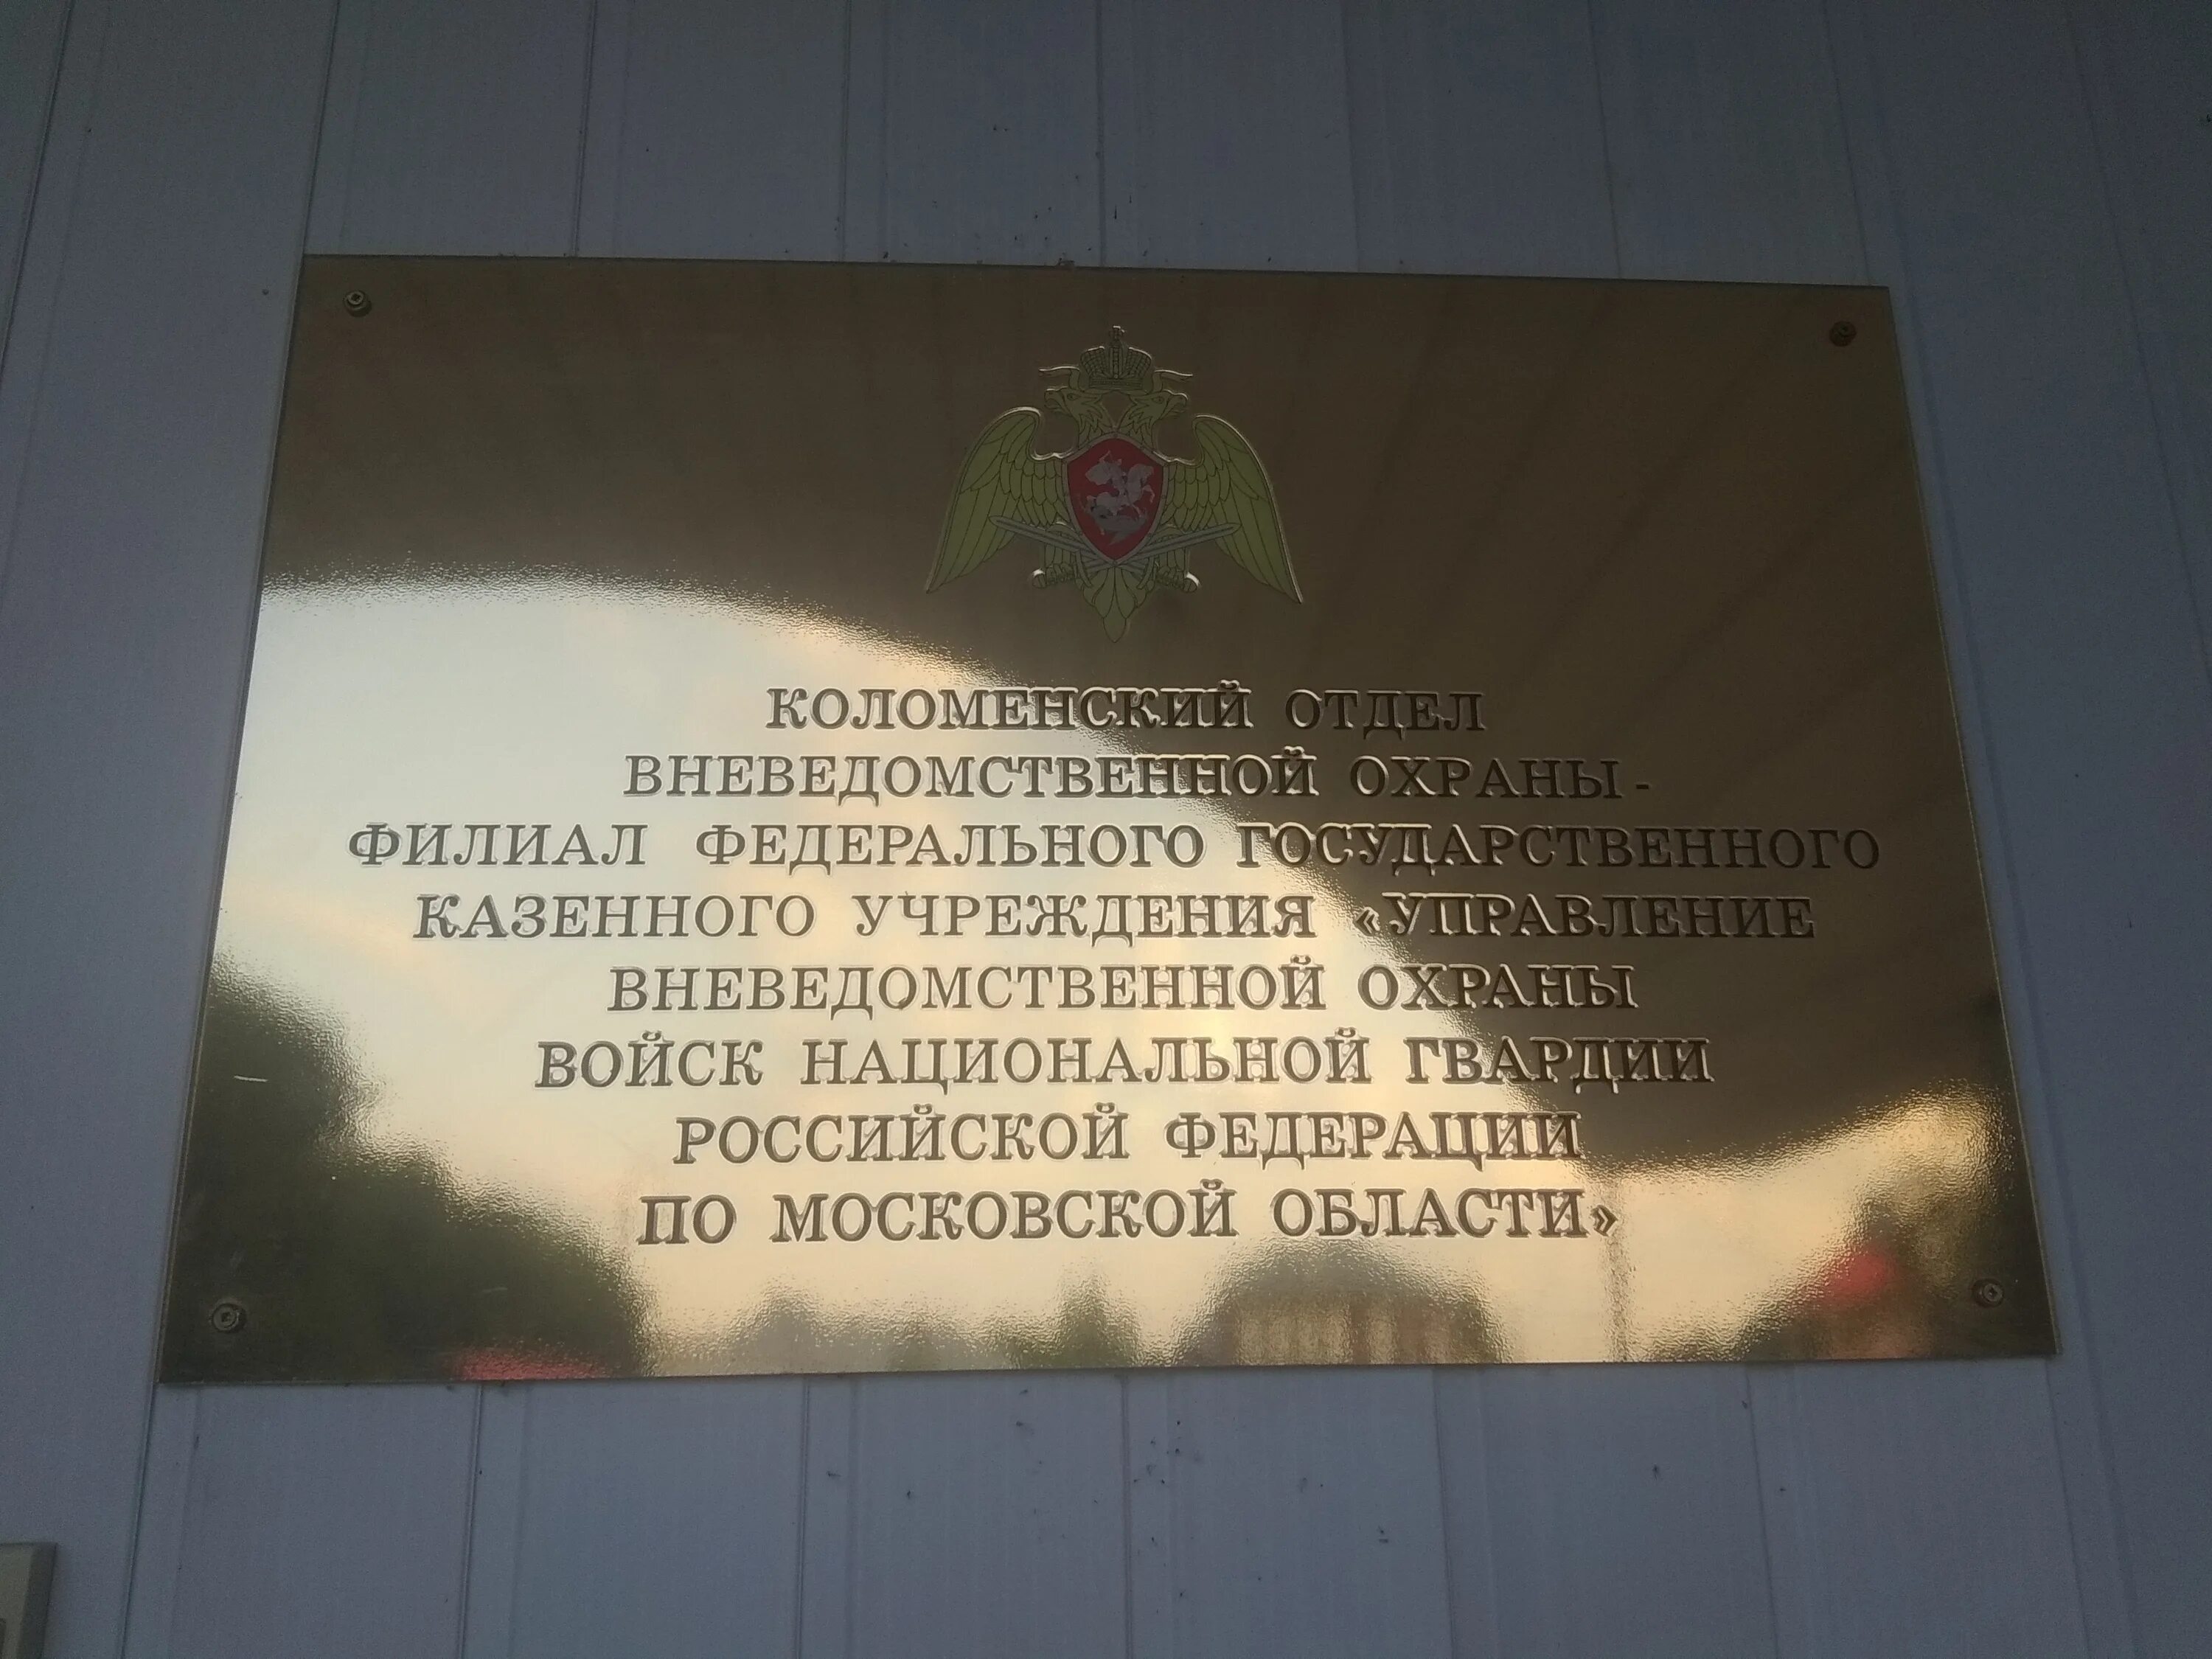 КОЛОМЕНСКИЙ ОТДЕЛ
ВНЕВЕДОМСТВЕННОЙ ОХРАНЫ -
ФИЛИАЛ ФЕДЕРАЛЬНОГО ГОСУДАРСТВЕННОГО
КАЗЕННОГО УЧРЕЖДЕНИЯ «УПРАВЛЕНИЕ
ВНЕВЕДОМСТВЕННОЙ ОХРАНЫ
ВОЙСК НАЦИОНАЛЬНОЙ ГВАРДИИ
РОССИЙСКОЙ ФЕДЕРАЦИИ
ПО МОСКОВСКОЙ ОБЛАСТИ»